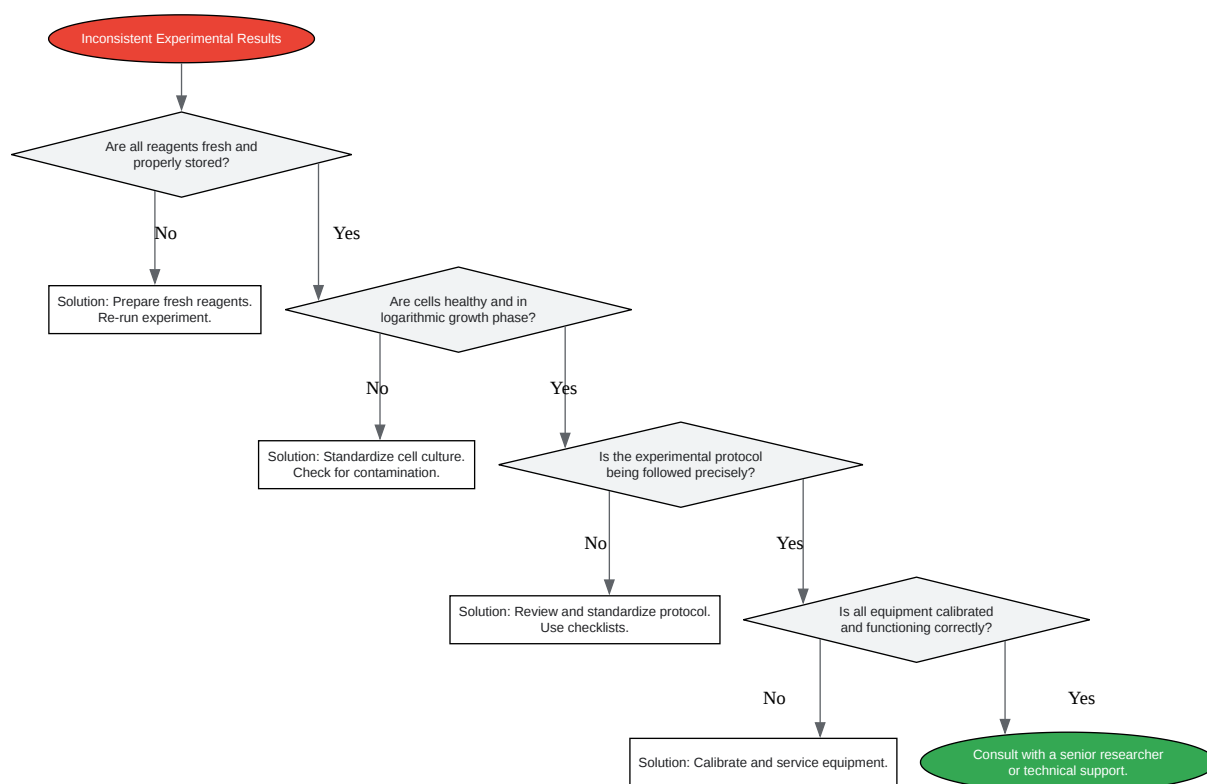 Inconsistent Experimental Results
Are all reagents fresh and
properly stored?
No
Yes
Solution: Prepare fresh reagents.
Re-run experiment.
Are cells healthy and in
logarithmic growth phase?
No
Yes
Solution: Standardize cell culture.
Check for contamination.
Is the experimental protocol
being followed precisely?
No
Yes
Solution: Review and standardize protocol.
Use checklists.
Is all equipment calibrated
and functioning correctly?
No
Yes
Solution: Calibrate and service equipment.
Consult with a senior researcher
or technical support.